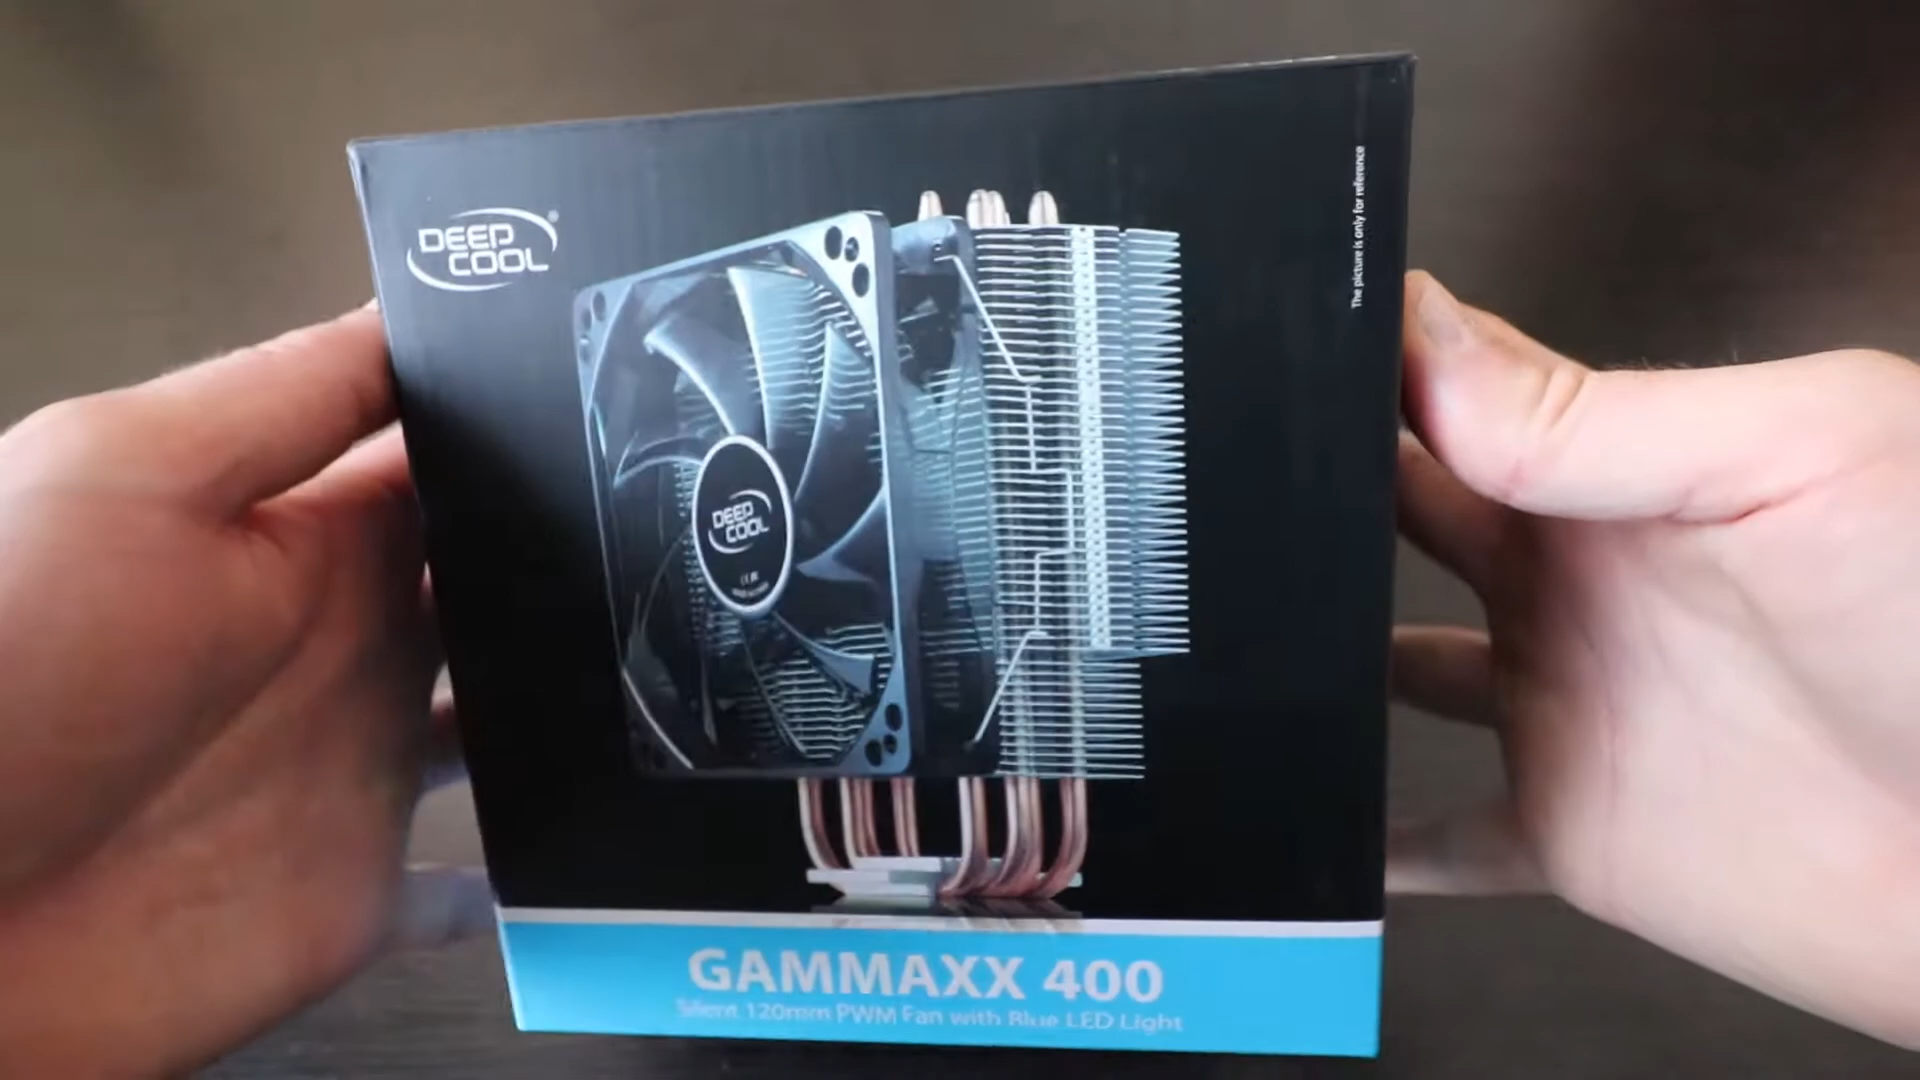 DEEP
COOL
®
The picture is only for reference
DEEP
COOL
GAMMAXX 400
Silent 120mm PWM Fan with Blue LED Light